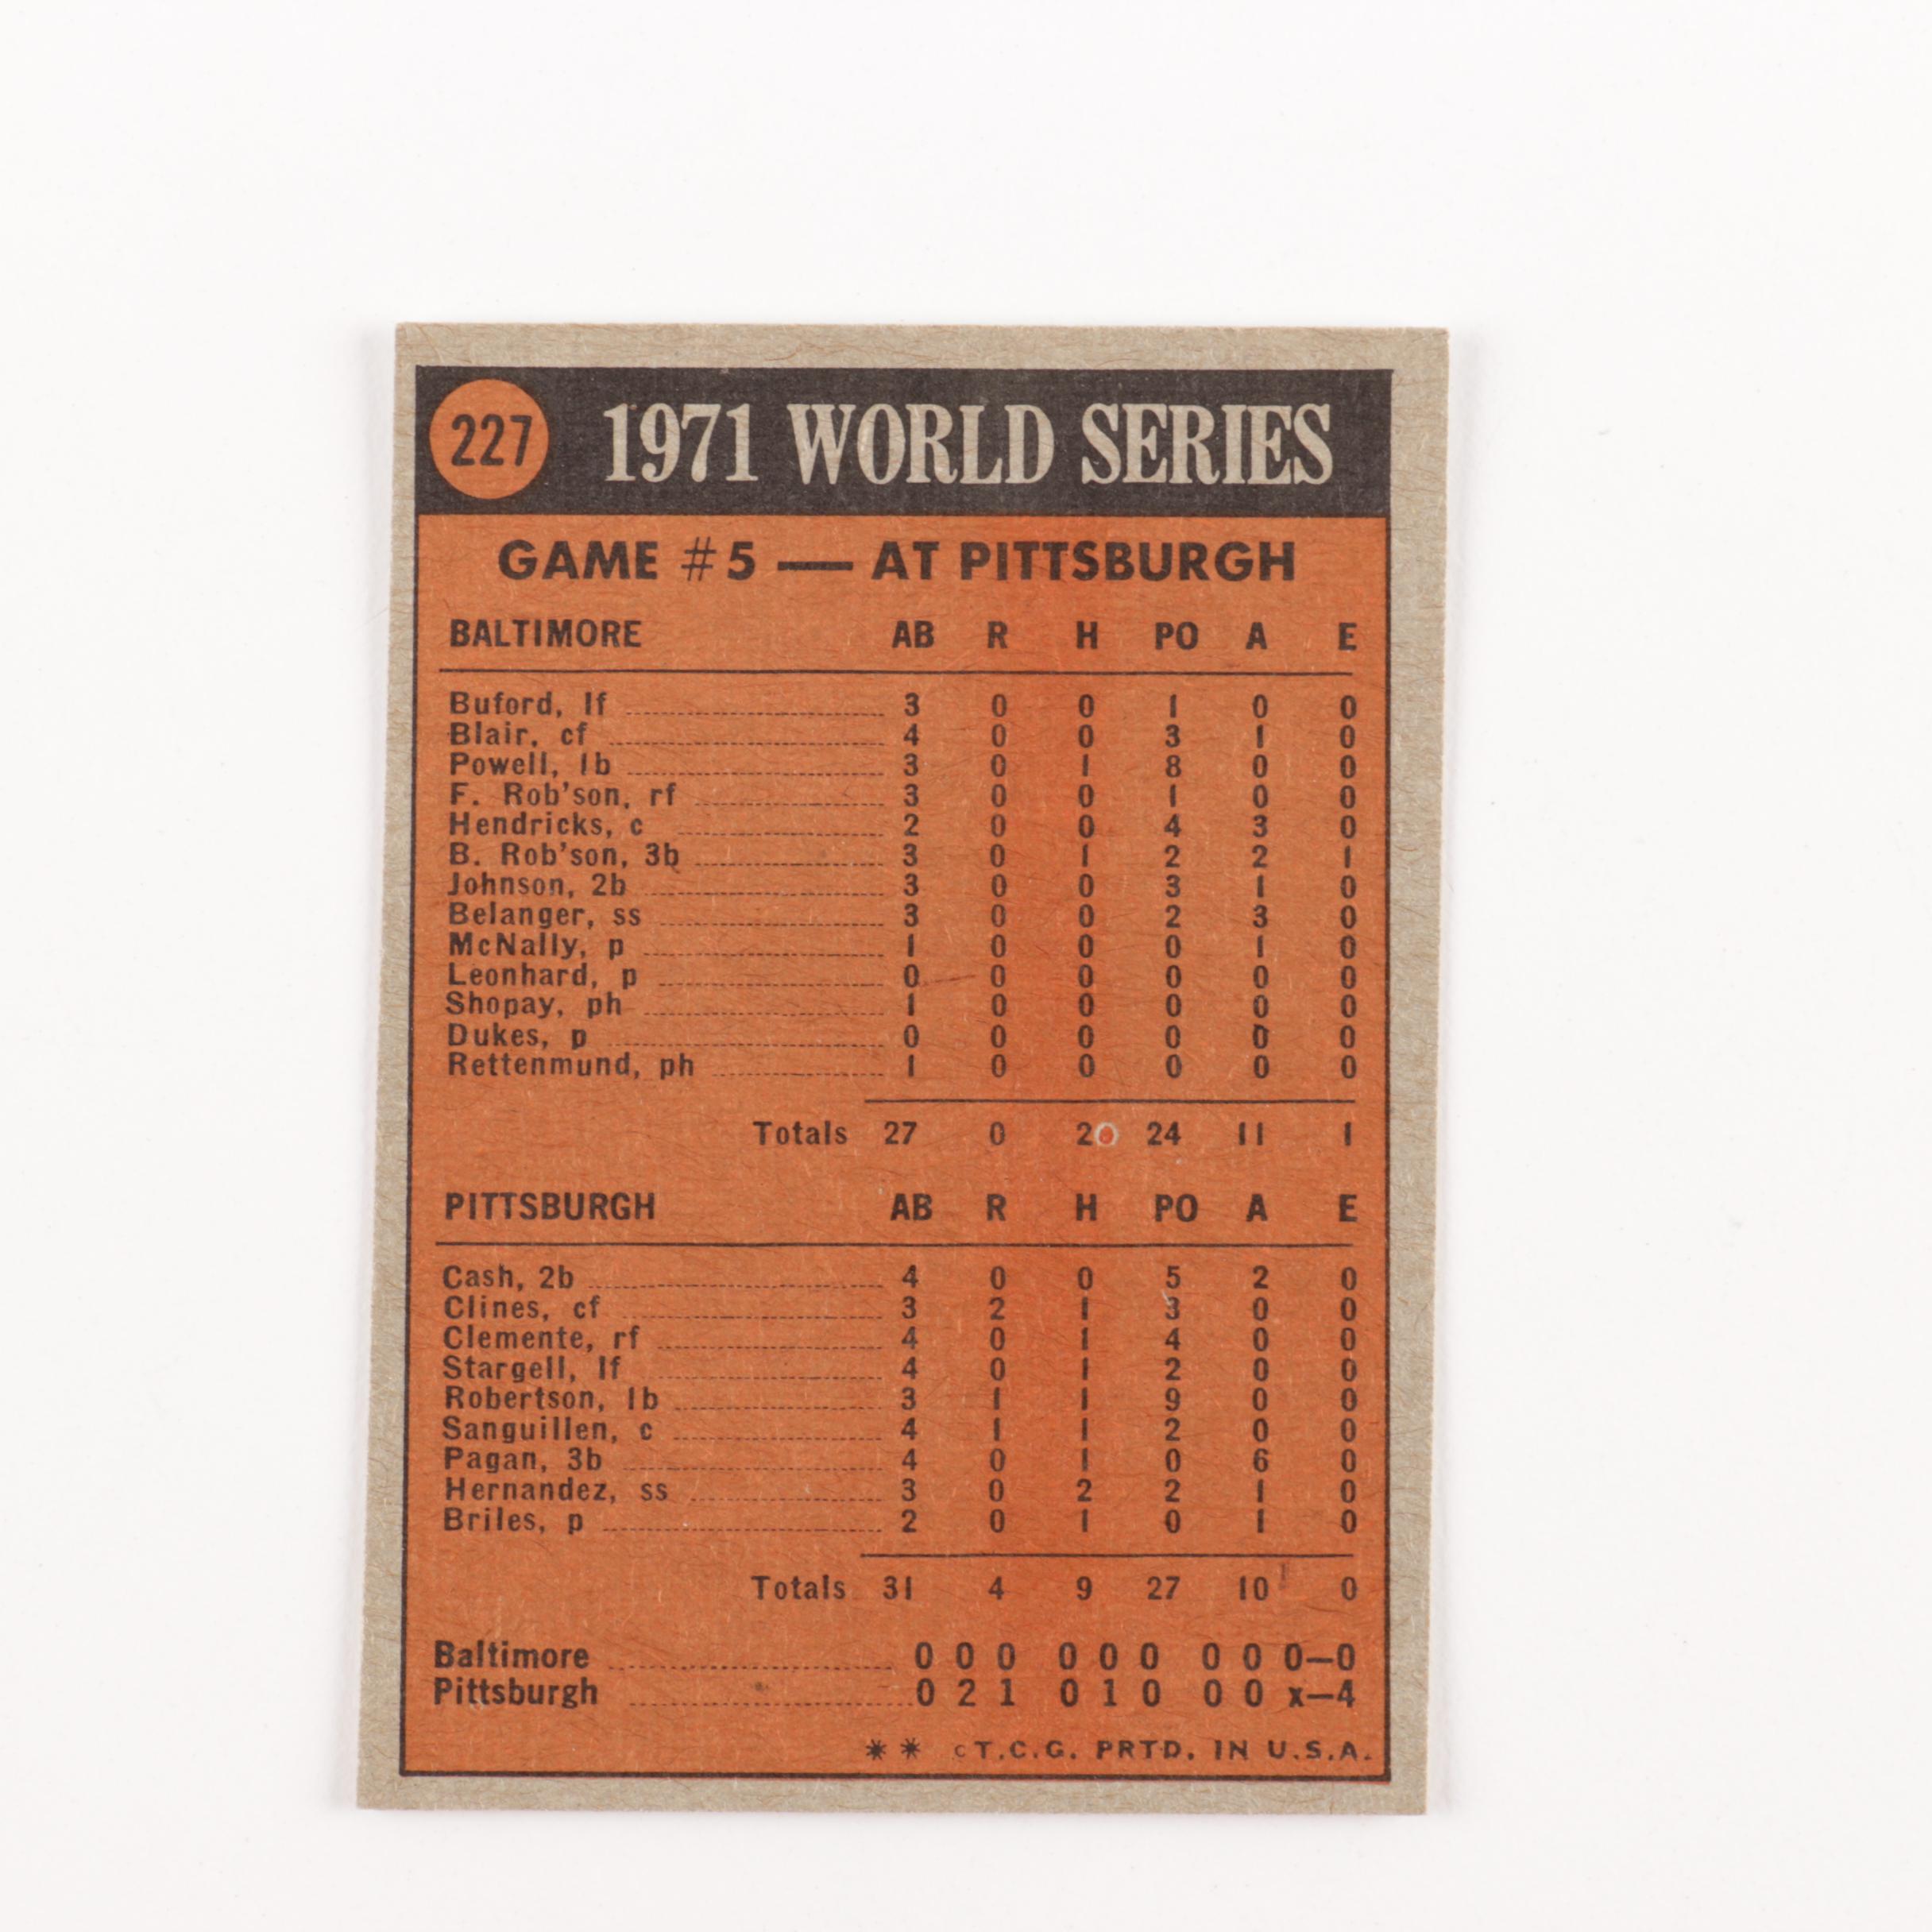 227 1971 WORLD SERIES
GAME #5 — AT PITTSBURGH
BALTIMORE AB R H PO A E
Buford, lf 3 0 0 1 0 0
Blair, cf 4 0 0 3 1 0
Powell, 1b 3 0 1 8 0 0
F. Rob'son, rf 3 0 0 1 0 0
Hendricks, c 2 0 0 4 3 0
B. Rob'son, 3b 3 0 1 2 2 1
Johnson, 2b 3 0 0 3 1 0
Belanger, ss 3 0 0 2 3 0
McNally, p 1 0 0 0 1 0
Leonhard, p 0 0 0 0 0 0
Shopay, ph 1 0 0 0 0 0
Dukes, p 0 0 0 0 0 0
Rettenmund, ph 1 0 0 0 0 0
Totals 27 0 2 24 11 1
PITTSBURGH AB R H PO A E
Cash, 2b 4 0 0 5 2 0
Clines, cf 3 2 1 3 0 0
Clemente, rf 4 0 1 4 0 0
Stargell, lf 4 0 1 2 0 0
Robertson, 1b 3 1 1 9 0 0
Sanguillen, c 4 1 1 2 0 0
Pagan, 3b 4 0 1 0 6 0
Hernandez, ss 3 0 2 2 1 0
Briles, p 2 0 1 0 1 0
Totals 31 4 9 27 10 0
Baltimore 0 0 0 0 0 0 0 0 0—0
Pittsburgh 0 2 1 0 1 0 0 0 x—4
** cT.C.G. PRTD. IN U.S.A.